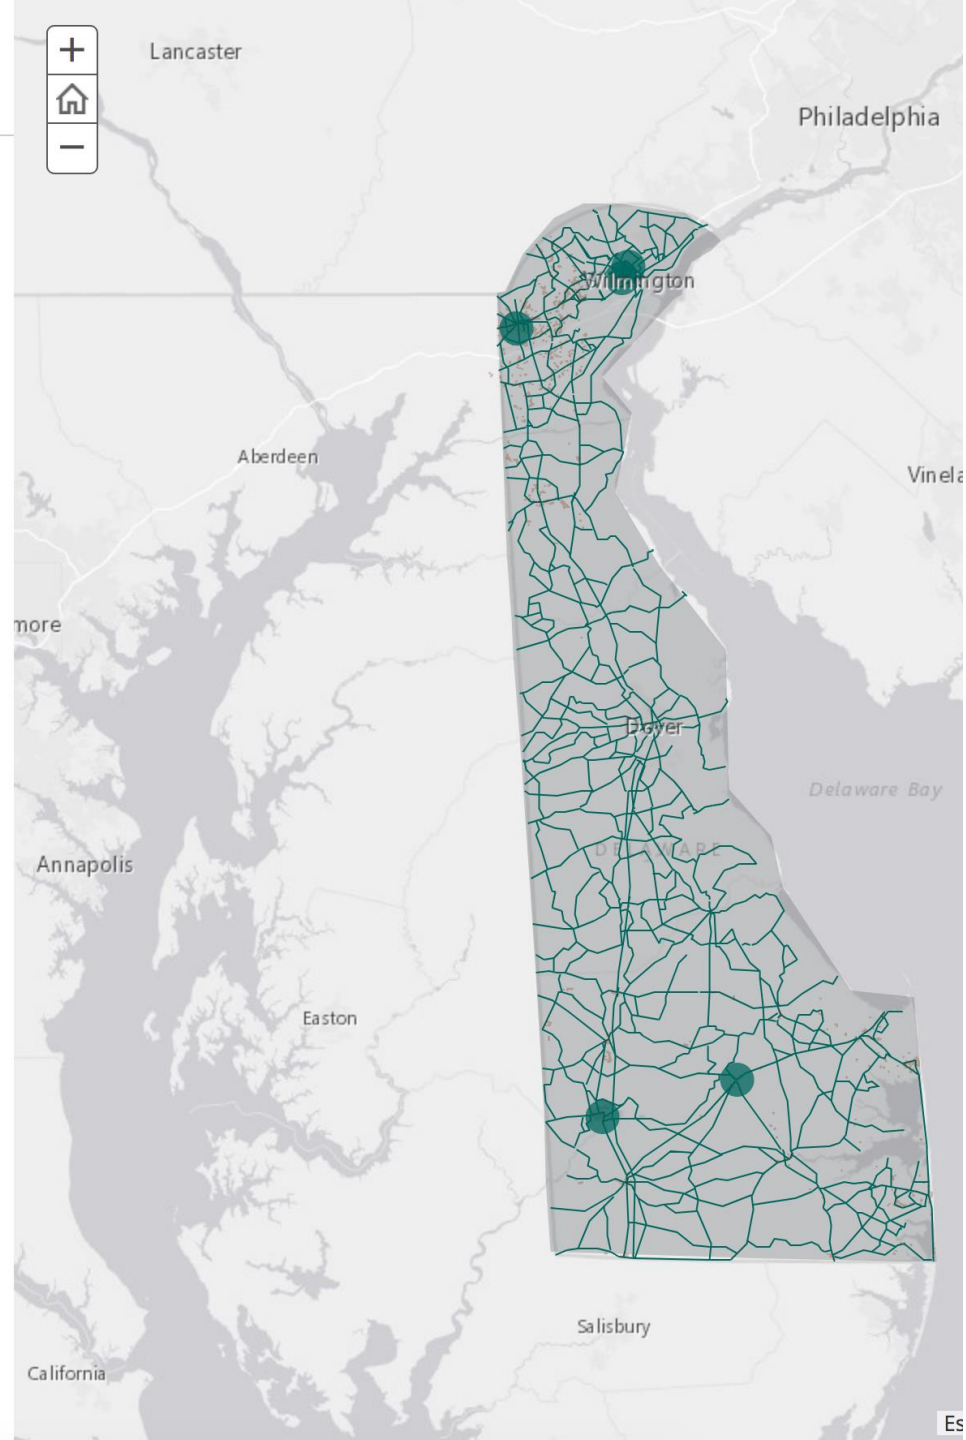 +
Lancaster
−
Philadelphia
Wilmington
Aberdeen
Vinela
more
Dover
Delaware Bay
DELAWARE
Annapolis
Easton
Salisbury
California
Es